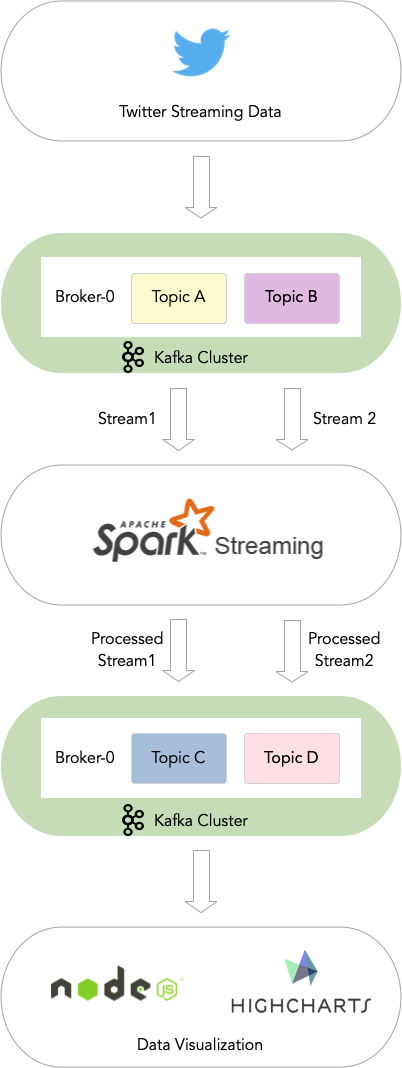 Twitter Streaming Data
Broker-0 Topic A Topic B
Kafka Cluster
Stream1 Stream 2
APACHE
Spark™ Streaming
Processed Processed
Stream1 Stream2
Broker-0 Topic C Topic D
Kafka Cluster
node JS™ HIGHCHARTS
Data Visualization